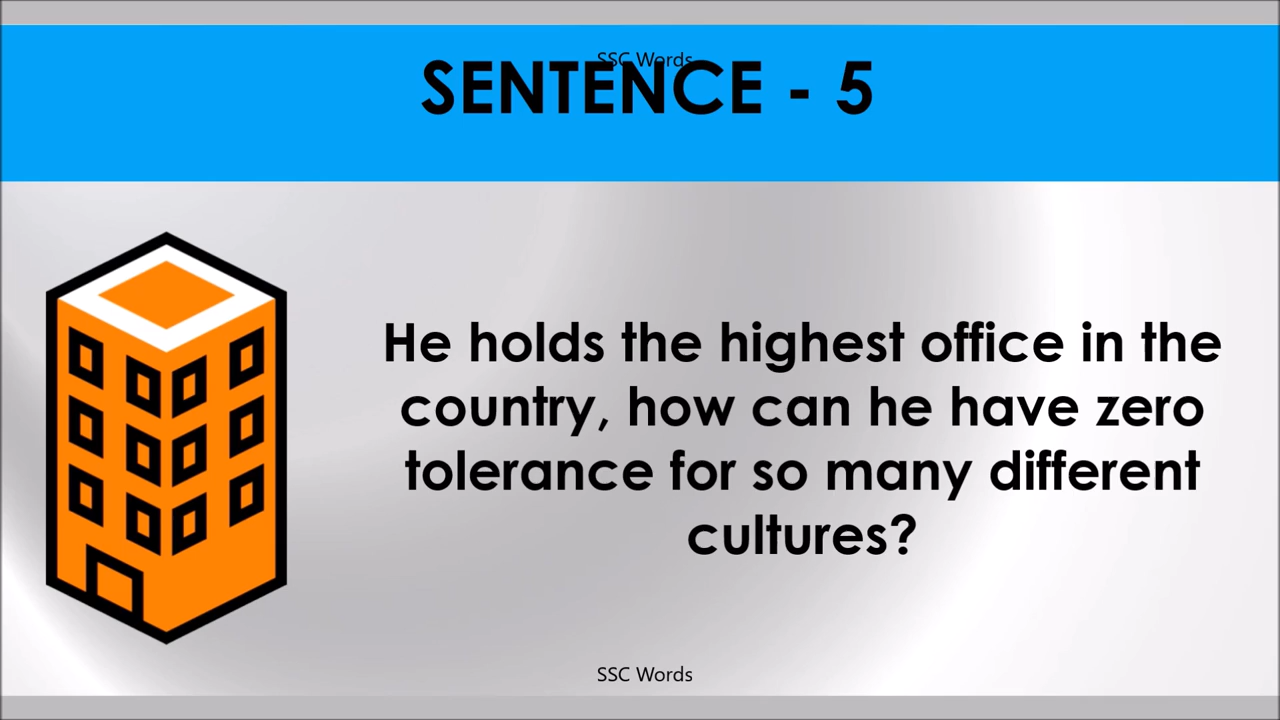 SSC Words
SENTENCE - 5
He holds the highest office in the
country, how can he have zero
tolerance for so many different
cultures?
SSC Words